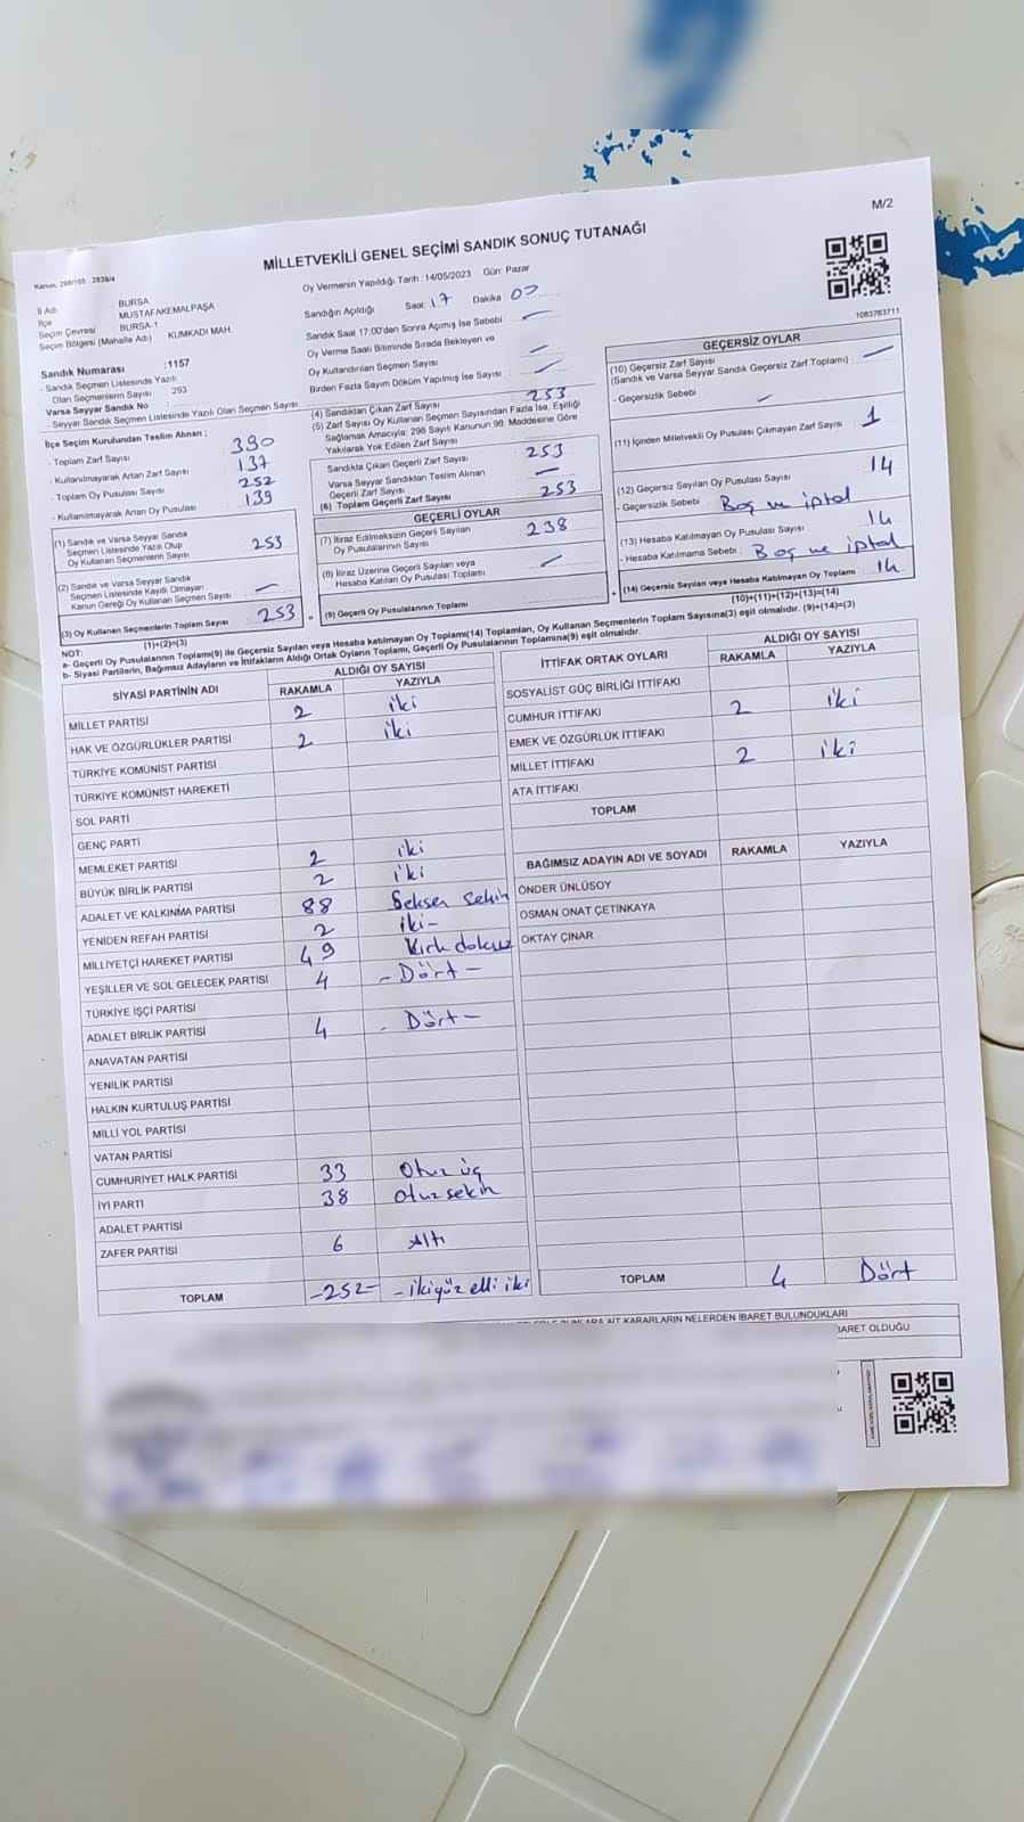 M/2
MİLLETVEKİLİ GENEL SEÇİMİ SANDIK SONUÇ TUTANAĞI
Oy Vermenin Yapıldığı Tarih : 14/05/2023 Gün: Pazar
İl Adı BURSA
İlçe MUSTAFAKEMALPAŞA
Seçim Çevresi BURSA-1
Seçim Bölgesi (Mahalle Adı) KUMKADI MAH.
Sandık Numarası :1157
- Sandık Seçmen Listesinde Yazılı
Olan Seçmenlerin Sayısı : 293
Varsa Seyyar Sandık No
- Seyyar Sandık Seçmen Listesinde Yazılı Olan Seçmen Sayısı
İlçe Seçim Kurulundan Teslim Alınan :
- Toplam Zarf Sayısı 390
- Kullanılmayarak Artan Zarf Sayısı 137
- Toplam Oy Pusulası Sayısı 252
- Kullanılmayarak Artan Oy Pusulası 139
(1) Sandık ve Varsa Seyyar Sandık
Seçmen Listesinde Yazılı Olup
Oy Kullanan Seçmenlerin Sayısı 253
(2) Sandık ve Varsa Seyyar Sandık
Seçmen Listesinde Kayıtlı Olmayan
Kanun Gereği Oy Kullanan Seçmen Sayısı —
(3) Oy Kullanan Seçmenlerin Toplam Sayısı 253
(1)+(2)=(3)
Sandığın Açıldığı Saat: 17 Dakika 07
Sandık Saat 17:00'den Sonra Açımış İse Sebebi —
Oy Verme Saati Bitiminde Sırada Bekleyen ve
Oy Kullandırılan Seçmen Sayısı —
Birden Fazla Sayım Döküm Yapılmış İse Sayısı —
(4) Sandıktan Çıkan Zarf Sayısı 253
(5) Zarf Sayısı Oy Kullanan Seçmen Sayısından Fazla İse, Eşitliği
Sağlamak Amacıyla; 298 Sayılı Kanunun 98. Maddesine Göre
Yakılarak Yok Edilen Zarf Sayısı
Sandıkta Çıkan Geçerli Zarf Sayısı 253
Varsa Seyyar Sandıktan Teslim Alınan
Geçerli Zarf Sayısı —
(6) Toplam Geçerli Zarf Sayısı 253
GEÇERLİ OYLAR
(7) İtiraz Edilmeksizin Geçerli Sayılan
Oy Pusulalarının Sayısı 238
(8) İtiraz Üzerine Geçerli Sayılan veya
Hesaba Katılan Oy Pusulası Toplamı —
(9) Geçerli Oy Pusulalarının Toplamı
1083763711
GEÇERSİZ OYLAR
(10) Geçersiz Zarf Sayısı
(Sandık ve Varsa Seyyar Sandık Geçersiz Zarf Toplamı) : —
- Geçersizlik Sebebi —
(11) İçinden Milletvekili Oy Pusulası Çıkmayan Zarf Sayısı 1
(12) Geçersiz Sayılan Oy Pusulası Sayısı 14
- Geçersizlik Sebebi Boş ve iptal
(13) Hesaba Katılmayan Oy Pusulası Sayısı 14
- Hesaba Katılmama Sebebi : Boş ve iptal
(14) Geçersiz Sayılan veya Hesaba Katılmayan Oy Toplamı 14
(10)+(11)+(12)+(13)=(14)
NOT:
a- Geçerli Oy Pusulalarının Toplamı(9) ile Geçersiz Sayılan veya Hesaba katılmayan Oy Toplamı(14) Toplamları, Oy Kullanan Seçmenlerin Toplam Sayısına(3) eşit olmalıdır. (9)+(14)=(3)
b- Siyasi Partilerin, Bağımsız Adayların ve İttifakların Aldığı Ortak Oyların Toplamı, Geçerli Oy Pusulalarının Toplamına(9) eşit olmalıdır.
SİYASİ PARTİNİN ADI ALDIĞI OY SAYISI
RAKAMLA YAZIYLA
MİLLET PARTİSİ 2 iki
HAK VE ÖZGÜRLÜKLER PARTİSİ 2 iki
TÜRKİYE KOMÜNİST PARTİSİ
TÜRKİYE KOMÜNİST HAREKETİ
SOL PARTİ
GENÇ PARTİ
MEMLEKET PARTİSİ 2 iki
BÜYÜK BİRLİK PARTİSİ 2 iki
ADALET VE KALKINMA PARTİSİ 88 Seksen Sekiz
YENİDEN REFAH PARTİSİ 2 iki-
MİLLİYETÇİ HAREKET PARTİSİ 49 Kırk dokuz
YEŞİLLER VE SOL GELECEK PARTİSİ 4 - Dört -
TÜRKİYE İŞÇİ PARTİSİ
ADALET BİRLİK PARTİSİ 4 - Dört -
ANAVATAN PARTİSİ
YENİLİK PARTİSİ
HALKIN KURTULUŞ PARTİSİ
MİLLİ YOL PARTİSİ
VATAN PARTİSİ
CUMHURİYET HALK PARTİSİ 33 Otuz üç
İYİ PARTİ 38 otuz sekiz
ADALET PARTİSİ
ZAFER PARTİSİ 6 Altı
TOPLAM -252- - ikiyüz elli iki
İTTİFAK ORTAK OYLARI ALDIĞI OY SAYISI
RAKAMLA YAZIYLA
SOSYALİST GÜÇ BİRLİĞİ İTTİFAKI
CUMHUR İTTİFAKI 2 iki
EMEK VE ÖZGÜRLÜK İTTİFAKI
MİLLET İTTİFAKI 2 iki
ATA İTTİFAKI
TOPLAM
BAĞIMSIZ ADAYIN ADI VE SOYADI RAKAMLA YAZIYLA
ÖNDER ÜNLÜSOY
OSMAN ONAT ÇETİNKAYA
OKTAY ÇINAR
TOPLAM 4 Dört
KARARLARIN NELERDEN İBARET BULUNDUKLARI
OLDUĞU